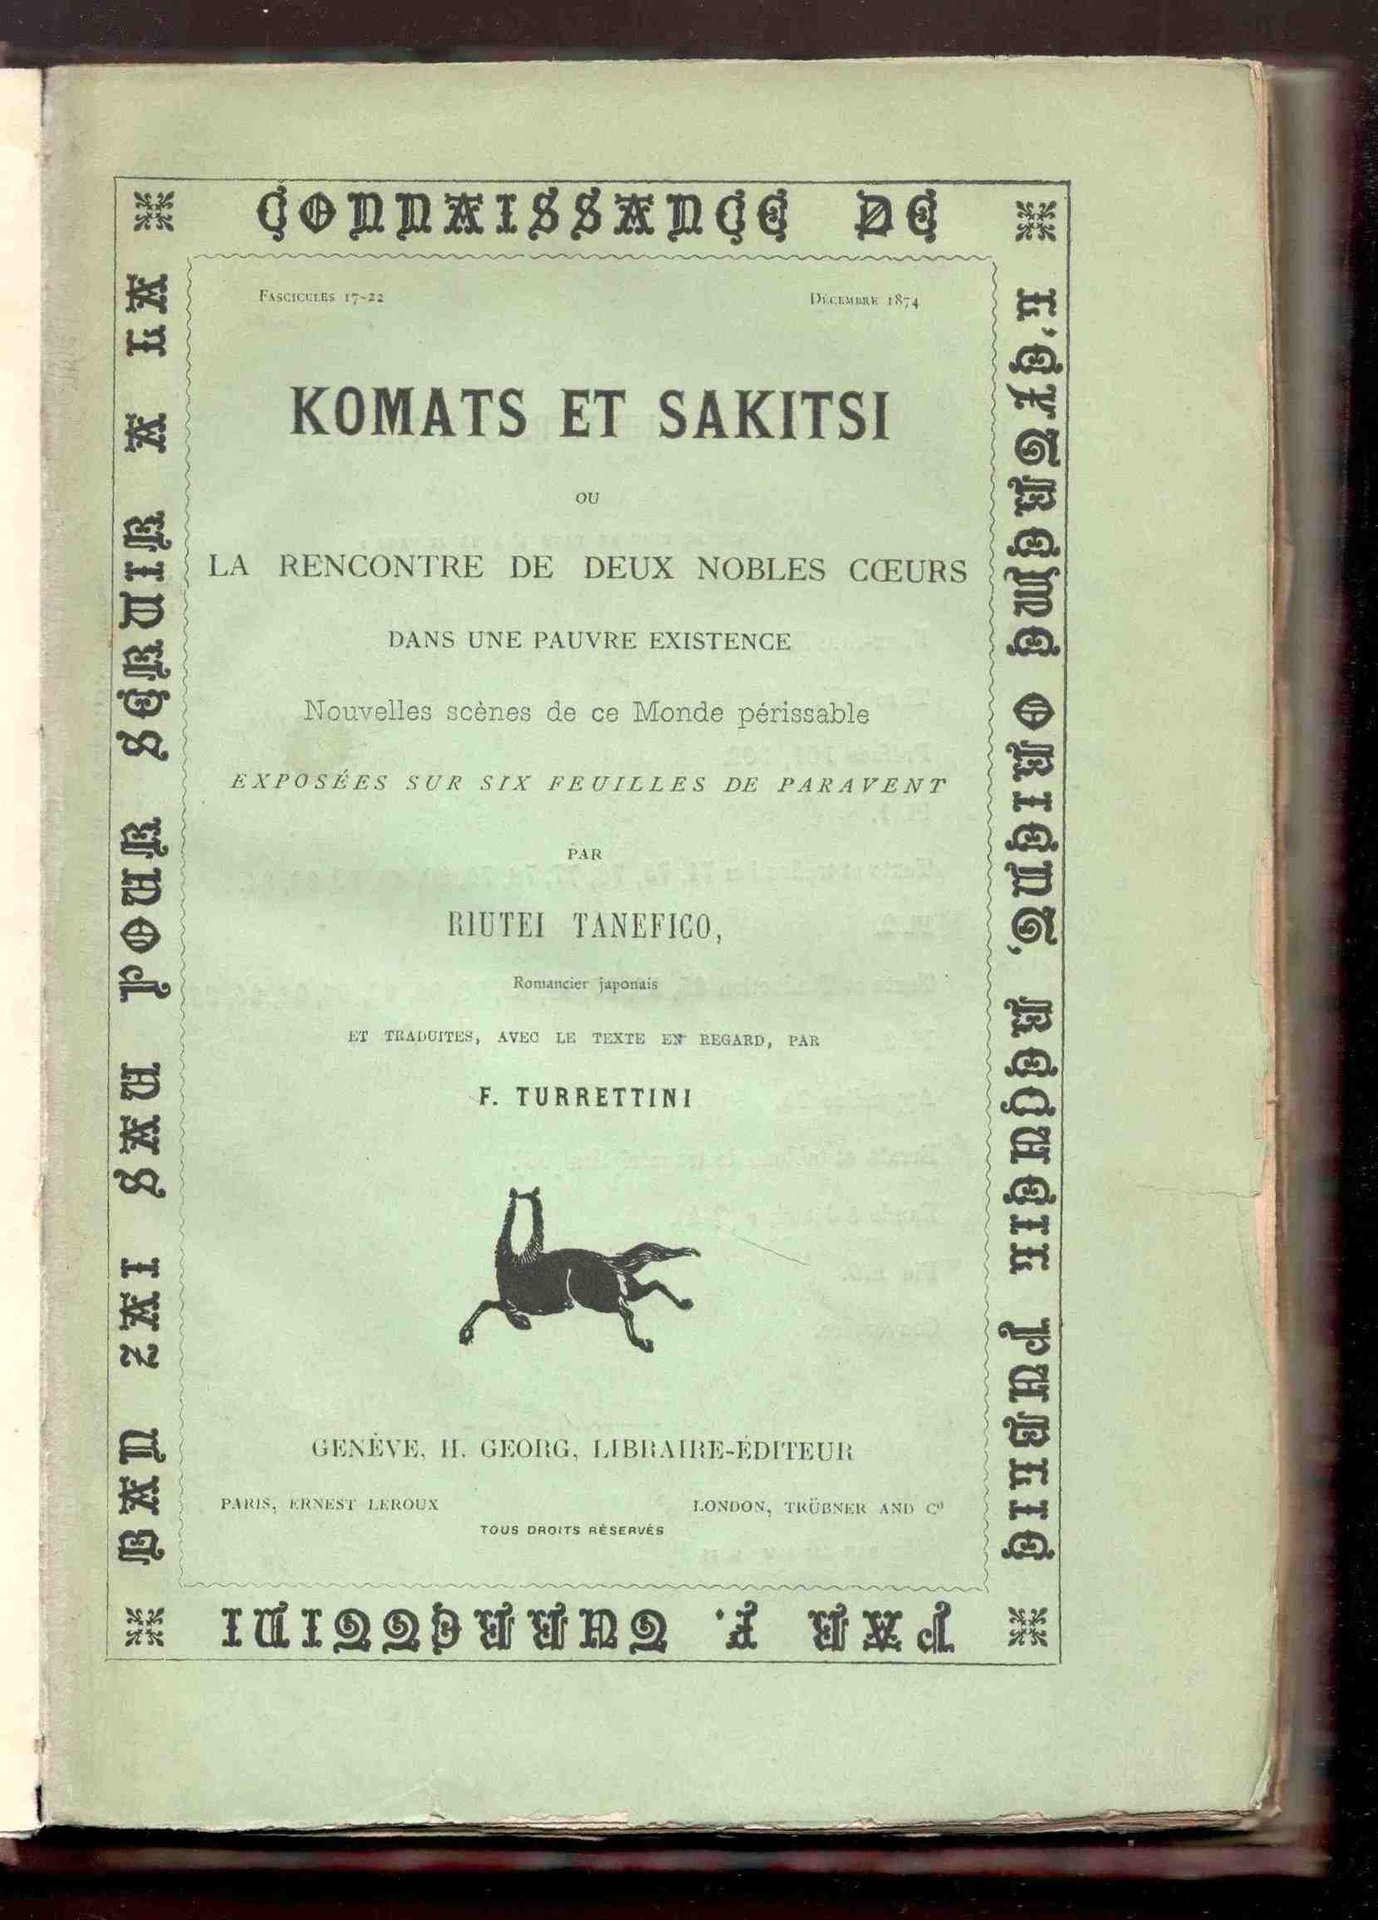 BAN ZAI SAU POUR SERVIR A LA
CONNAISSANCE DE
L'EXTREME ORIENT, RECUEIL PUBLIE
PAR F. TURRETTINI
FASCICULES 17-22
DÉCEMBRE 1874
KOMATS ET SAKITSI
OU
LA RENCONTRE DE DEUX NOBLES CŒURS
DANS UNE PAUVRE EXISTENCE
Nouvelles scènes de ce Monde périssable
EXPOSÉES SUR SIX FEUILLES DE PARAVENT
PAR
RIUTEI TANEFICO,
Romancier japonais
ET TRADUITES, AVEC LE TEXTE EN REGARD, PAR
F. TURRETTINI
GENÈVE, H. GEORG, LIBRAIRE-ÉDITEUR
PARIS, ERNEST LEROUX
LONDON, TRÜBNER AND Cº
TOUS DROITS RÉSERVÉS